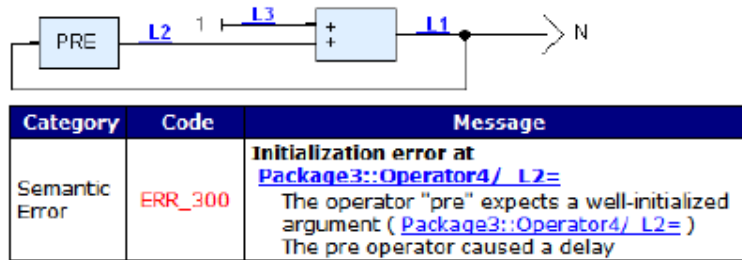 L3
1
+
L2
L1
PRE
+
N
Category Code Message
Initialization error at
Package3::Operator4/_L2=
Semantic Error
ERR_300
The operator "pre" expects a well-initialized
argument ( Package3::Operator4/_L2= )
The pre operator caused a delay